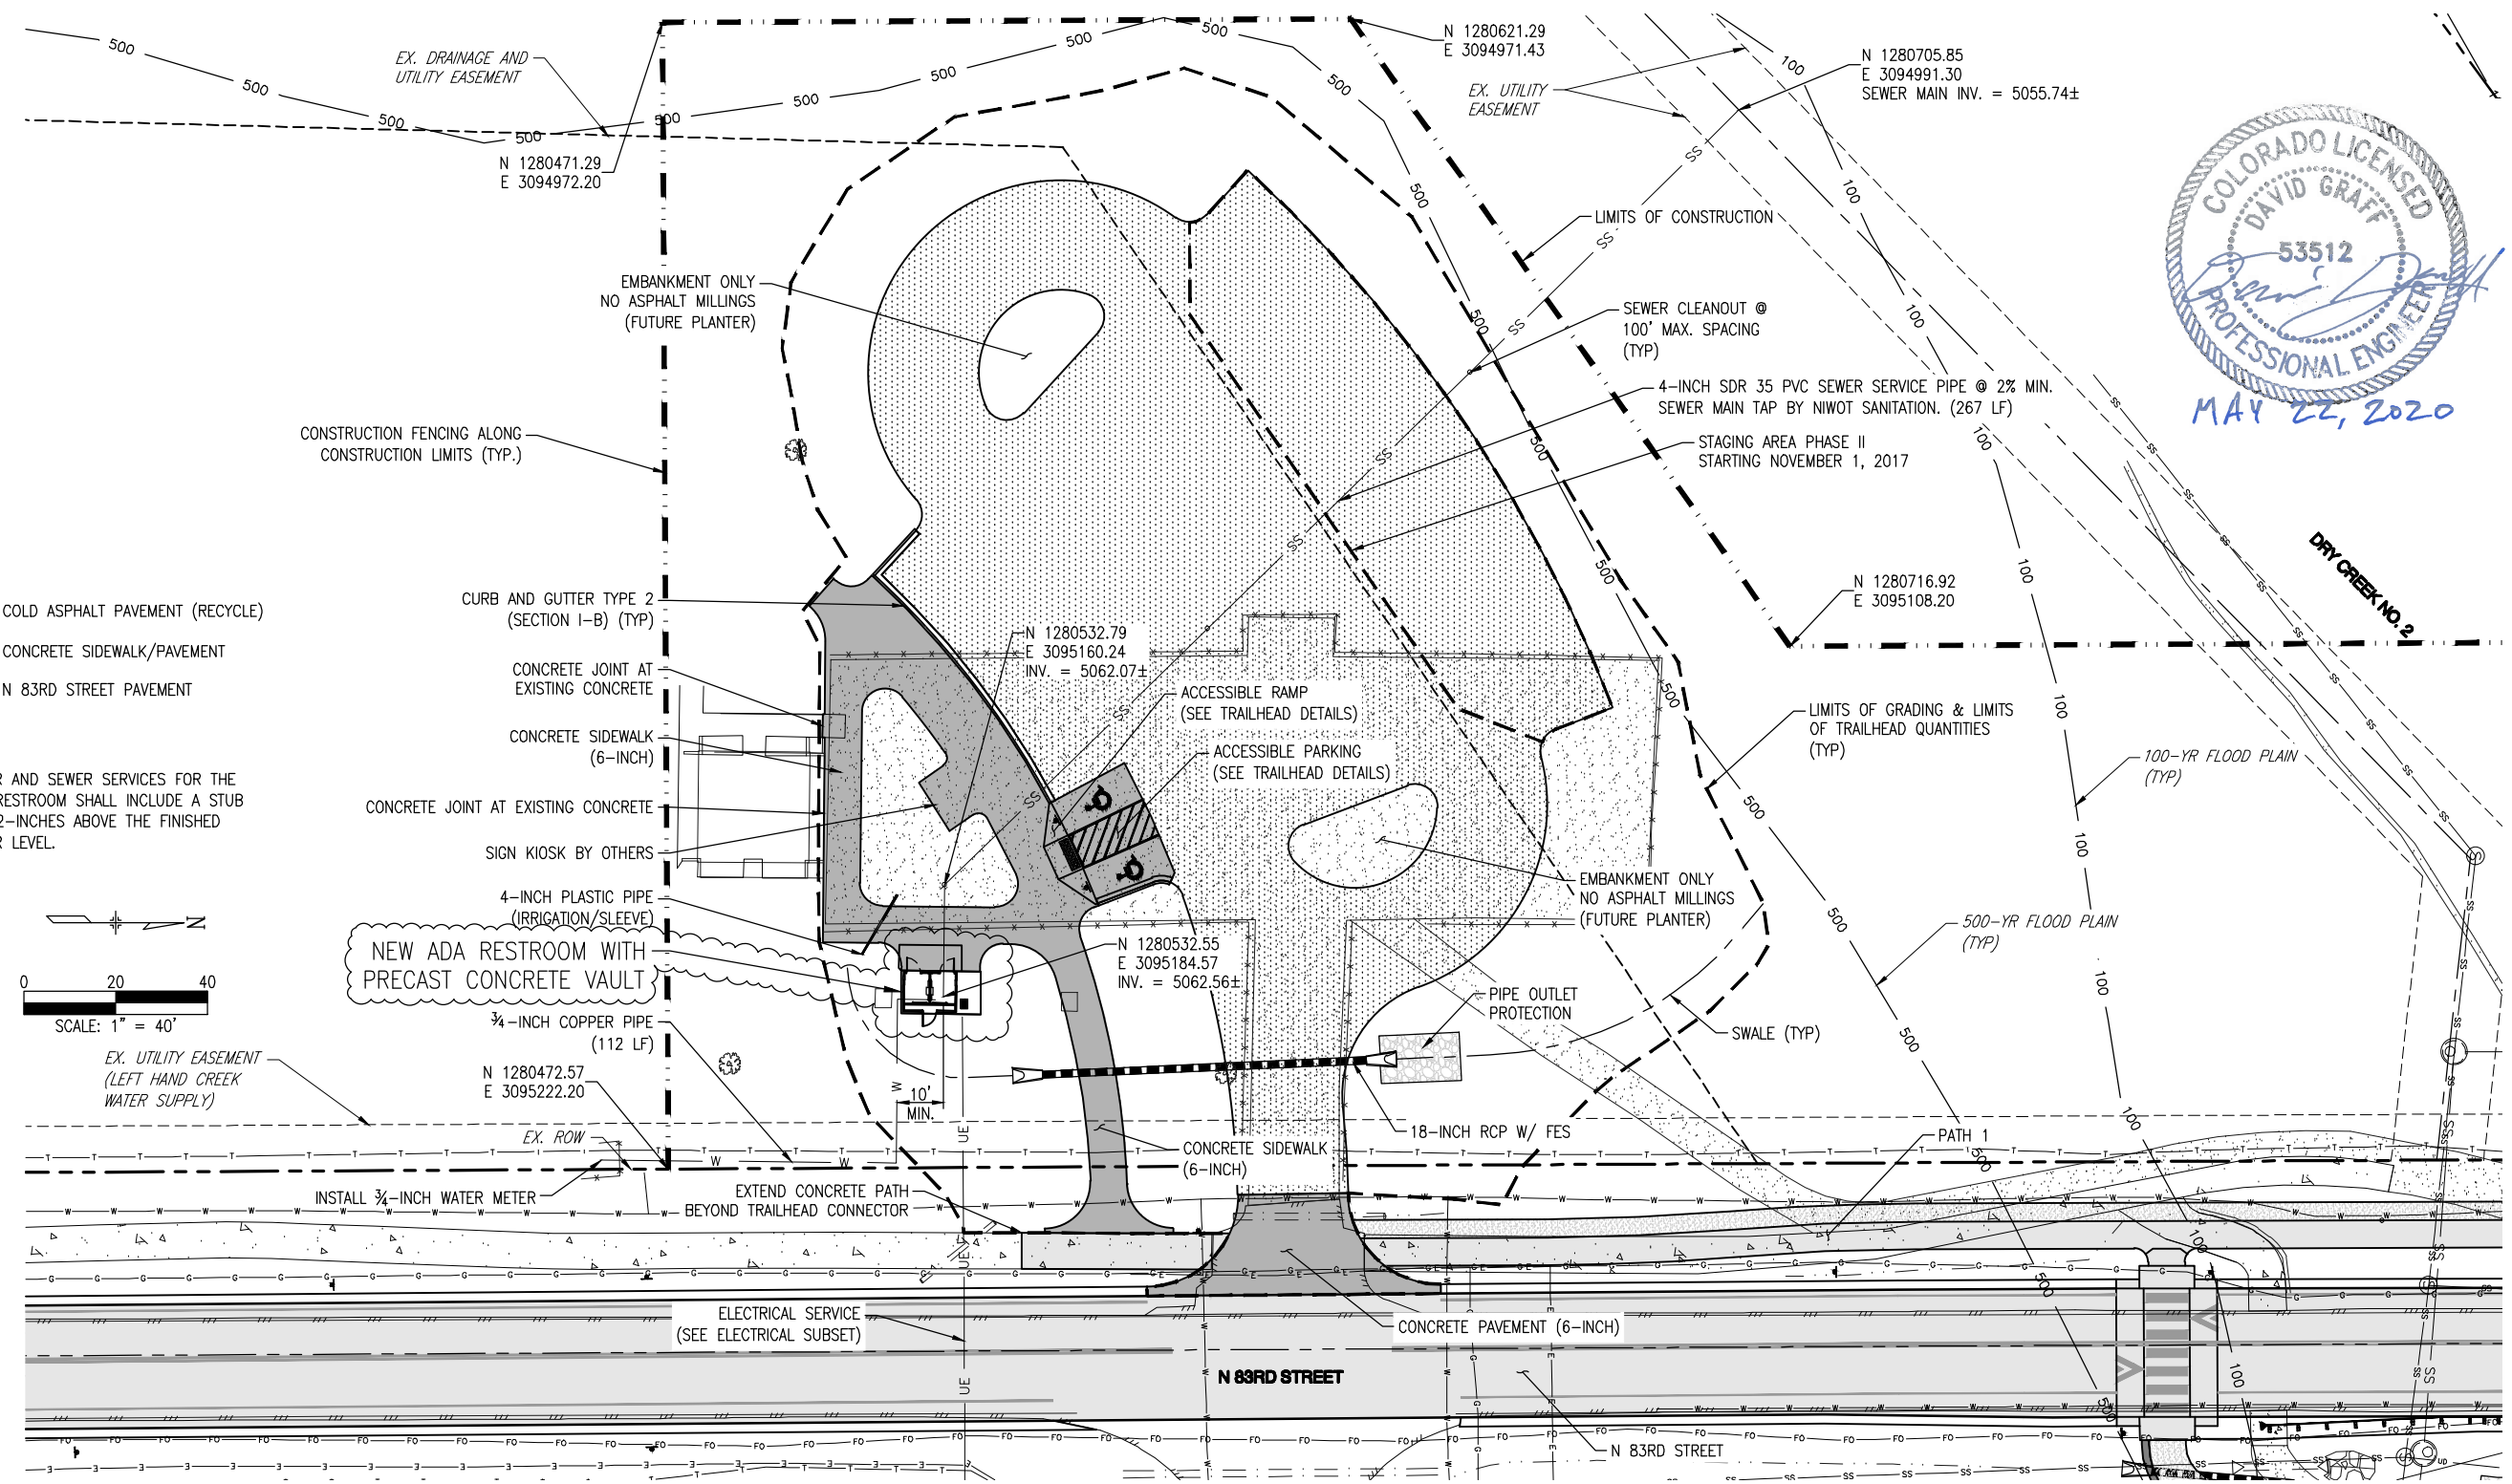 EX. DRAINAGE AND
UTILITY EASEMENT
N 1280471.29
E 3094972.20
N 1280621.29
E 3094971.43
EX. UTILITY
EASEMENT
N 1280705.85
E 3094991.30
SEWER MAIN INV. = 5055.74±
COLORADO LICENSED
DAVID GRAFF
53512
PROFESSIONAL ENGINEER
MAY 22, 2020
LIMITS OF CONSTRUCTION
EMBANKMENT ONLY
NO ASPHALT MILLINGS
(FUTURE PLANTER)
SEWER CLEANOUT @
100' MAX. SPACING
(TYP)
4-INCH SDR 35 PVC SEWER SERVICE PIPE @ 2% MIN.
SEWER MAIN TAP BY NIWOT SANITATION. (267 LF)
CONSTRUCTION FENCING ALONG
CONSTRUCTION LIMITS (TYP.)
STAGING AREA PHASE II
STARTING NOVEMBER 1, 2017
DRY CREEK NO. 2
COLD ASPHALT PAVEMENT (RECYCLE)
CONCRETE SIDEWALK/PAVEMENT
N 83RD STREET PAVEMENT
CURB AND GUTTER TYPE 2
(SECTION I-B) (TYP)
N 1280716.92
E 3095108.20
N 1280532.79
E 3095160.24
INV. = 5062.07±
CONCRETE JOINT AT
EXISTING CONCRETE
ACCESSIBLE RAMP
(SEE TRAILHEAD DETAILS)
CONCRETE SIDEWALK
(6-INCH)
ACCESSIBLE PARKING
(SEE TRAILHEAD DETAILS)
LIMITS OF GRADING & LIMITS
OF TRAILHEAD QUANTITIES
(TYP)
100-YR FLOOD PLAIN
(TYP)
R AND SEWER SERVICES FOR THE
RESTROOM SHALL INCLUDE A STUB
2-INCHES ABOVE THE FINISHED
R LEVEL.
CONCRETE JOINT AT EXISTING CONCRETE
SIGN KIOSK BY OTHERS
4-INCH PLASTIC PIPE
(IRRIGATION/SLEEVE)
EMBANKMENT ONLY
NO ASPHALT MILLINGS
(FUTURE PLANTER)
500-YR FLOOD PLAIN
(TYP)
N
NEW ADA RESTROOM WITH
PRECAST CONCRETE VAULT
N 1280532.55
E 3095184.57
INV. = 5062.56±
0 20 40
SCALE: 1" = 40'
PIPE OUTLET
PROTECTION
SWALE (TYP)
¾-INCH COPPER PIPE
(112 LF)
EX. UTILITY EASEMENT
(LEFT HAND CREEK
WATER SUPPLY)
N 1280472.57
E 3095222.20
10'
MIN.
EX. ROW
18-INCH RCP W/ FES
PATH 1
CONCRETE SIDEWALK
(6-INCH)
INSTALL ¾-INCH WATER METER
EXTEND CONCRETE PATH
BEYOND TRAILHEAD CONNECTOR
ELECTRICAL SERVICE
(SEE ELECTRICAL SUBSET)
CONCRETE PAVEMENT (6-INCH)
N 83RD STREET
N 83RD STREET